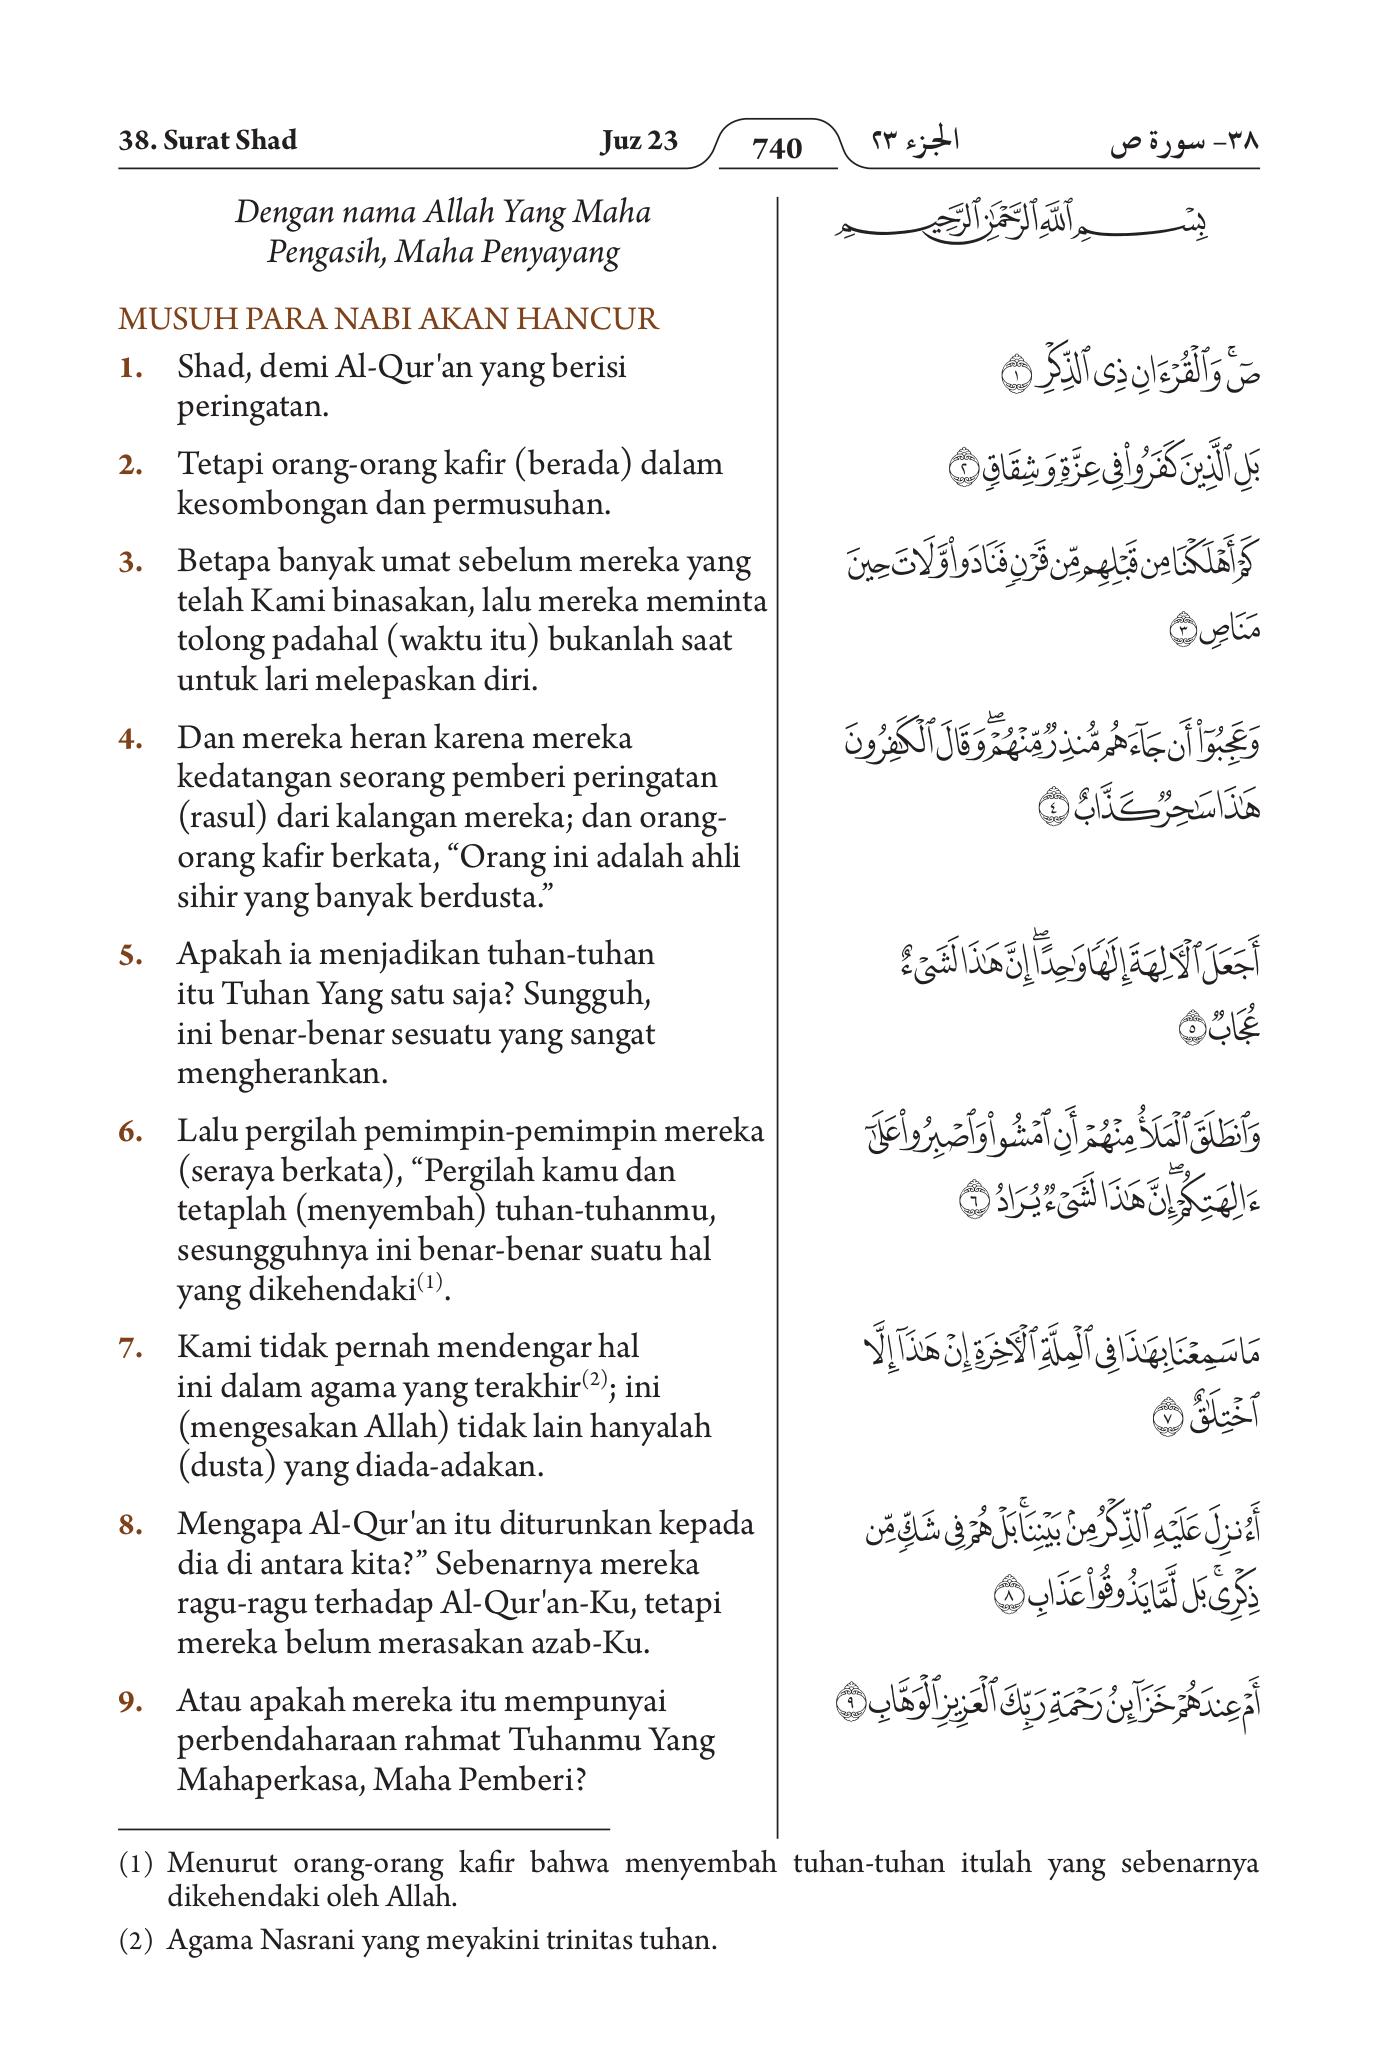 38. Surat Shad
Juz 23
740
الجزء ٢٣
٣٨- سورة ص
Dengan nama Allah Yang Maha
Pengasih, Maha Penyayang
MUSUH PARA NABI AKAN HANCUR
1. Shad, demi Al-Qur'an yang berisi
peringatan.
2. Tetapi orang-orang kafir (berada) dalam
kesombongan dan permusuhan.
3. Betapa banyak umat sebelum mereka yang
telah Kami binasakan, lalu mereka meminta
tolong padahal (waktu itu) bukanlah saat
untuk lari melepaskan diri.
4. Dan mereka heran karena mereka
kedatangan seorang pemberi peringatan
(rasul) dari kalangan mereka; dan orang-
orang kafir berkata, “Orang ini adalah ahli
sihir yang banyak berdusta.”
5. Apakah ia menjadikan tuhan-tuhan
itu Tuhan Yang satu saja? Sungguh,
ini benar-benar sesuatu yang sangat
mengherankan.
6. Lalu pergilah pemimpin-pemimpin mereka
(seraya berkata), “Pergilah kamu dan
tetaplah (menyembah) tuhan-tuhanmu,
sesungguhnya ini benar-benar suatu hal
yang dikehendaki(1).
7. Kami tidak pernah mendengar hal
ini dalam agama yang terakhir(2); ini
(mengesakan Allah) tidak lain hanyalah
(dusta) yang diada-adakan.
8. Mengapa Al-Qur'an itu diturunkan kepada
dia di antara kita?” Sebenarnya mereka
ragu-ragu terhadap Al-Qur'an-Ku, tetapi
mereka belum merasakan azab-Ku.
9. Atau apakah mereka itu mempunyai
perbendaharaan rahmat Tuhanmu Yang
Mahaperkasa, Maha Pemberi?
بِسْمِ ٱللَّهِ ٱلرَّحْمَٰنِ ٱلرَّحِيمِ
صٓ ۚ وَٱلْقُرْءَانِ ذِى ٱلذِّكْرِ ١
بَلِ ٱلَّذِينَ كَفَرُوا۟ فِى عِزَّةٍ وَشِقَاقٍ ٢
كَمْ أَهْلَكْنَا مِن قَبْلِهِم مِّن قَرْنٍ فَنَادَوا۟ وَّلَاتَ حِينَ
مَنَاصٍ ٣
وَعَجِبُوٓا۟ أَن جَآءَهُم مُّنذِرٌ مِّنْهُمْ ۖ وَقَالَ ٱلْكَٰفِرُونَ
هَٰذَا سَٰحِرٌ كَذَّابٌ ٤
أَجَعَلَ ٱلْءَالِهَةَ إِلَٰهًا وَٰحِدًا ۖ إِنَّ هَٰذَا لَشَىْءٌ
عُجَابٌ ٥
وَٱنطَلَقَ ٱلْمَلَأُ مِنْهُمْ أَنِ ٱمْشُوا۟ وَٱصْبِرُوا۟ عَلَىٰٓ
ءَالِهَتِكُمْ ۖ إِنَّ هَٰذَا لَشَىْءٌ يُرَادُ ٦
مَا سَمِعْنَا بِهَٰذَا فِى ٱلْمِلَّةِ ٱلْءَاخِرَةِ إِنْ هَٰذَآ إِلَّا
ٱخْتِلَٰقٌ ٧
أَءُنزِلَ عَلَيْهِ ٱلذِّكْرُ مِنۢ بَيْنِنَا ۚ بَلْ هُمْ فِى شَكٍّ مِّن
ذِكْرِى ۚ بَل لَّمَّا يَذُوقُوا۟ عَذَابِ ٨
أَمْ عِندَهُمْ خَزَآئِنُ رَحْمَةِ رَبِّكَ ٱلْعَزِيزِ ٱلْوَهَّابِ ٩
(1) Menurut orang-orang kafir bahwa menyembah tuhan-tuhan itulah yang sebenarnya
dikehendaki oleh Allah.
(2) Agama Nasrani yang meyakini trinitas tuhan.